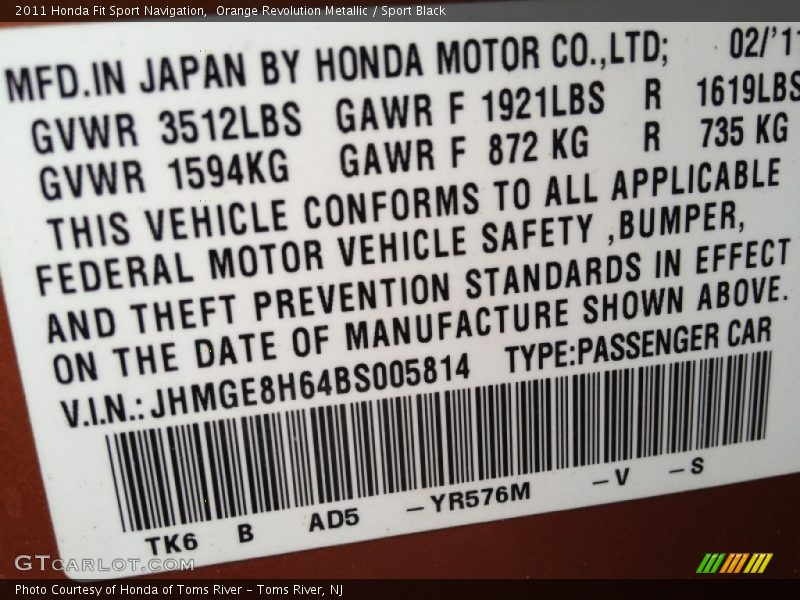 2011 Honda Fit Sport Navigation, Orange Revolution Metallic / Sport Black
MFD.IN JAPAN BY HONDA MOTOR CO.,LTD; 02/'11
GVWR 3512LBS GAWR F 1921LBS R 1619LBS
GVWR 1594KG GAWR F 872 KG R 735 KG
THIS VEHICLE CONFORMS TO ALL APPLICABLE
FEDERAL MOTOR VEHICLE SAFETY ,BUMPER,
AND THEFT PREVENTION STANDARDS IN EFFECT
ON THE DATE OF MANUFACTURE SHOWN ABOVE.
V.I.N.: JHMGE8H64BS005814 TYPE:PASSENGER CAR
TK6 B AD5 –YR576M –V –S
GTcarlot.com
Photo Courtesy of Honda of Toms River – Toms River, NJ